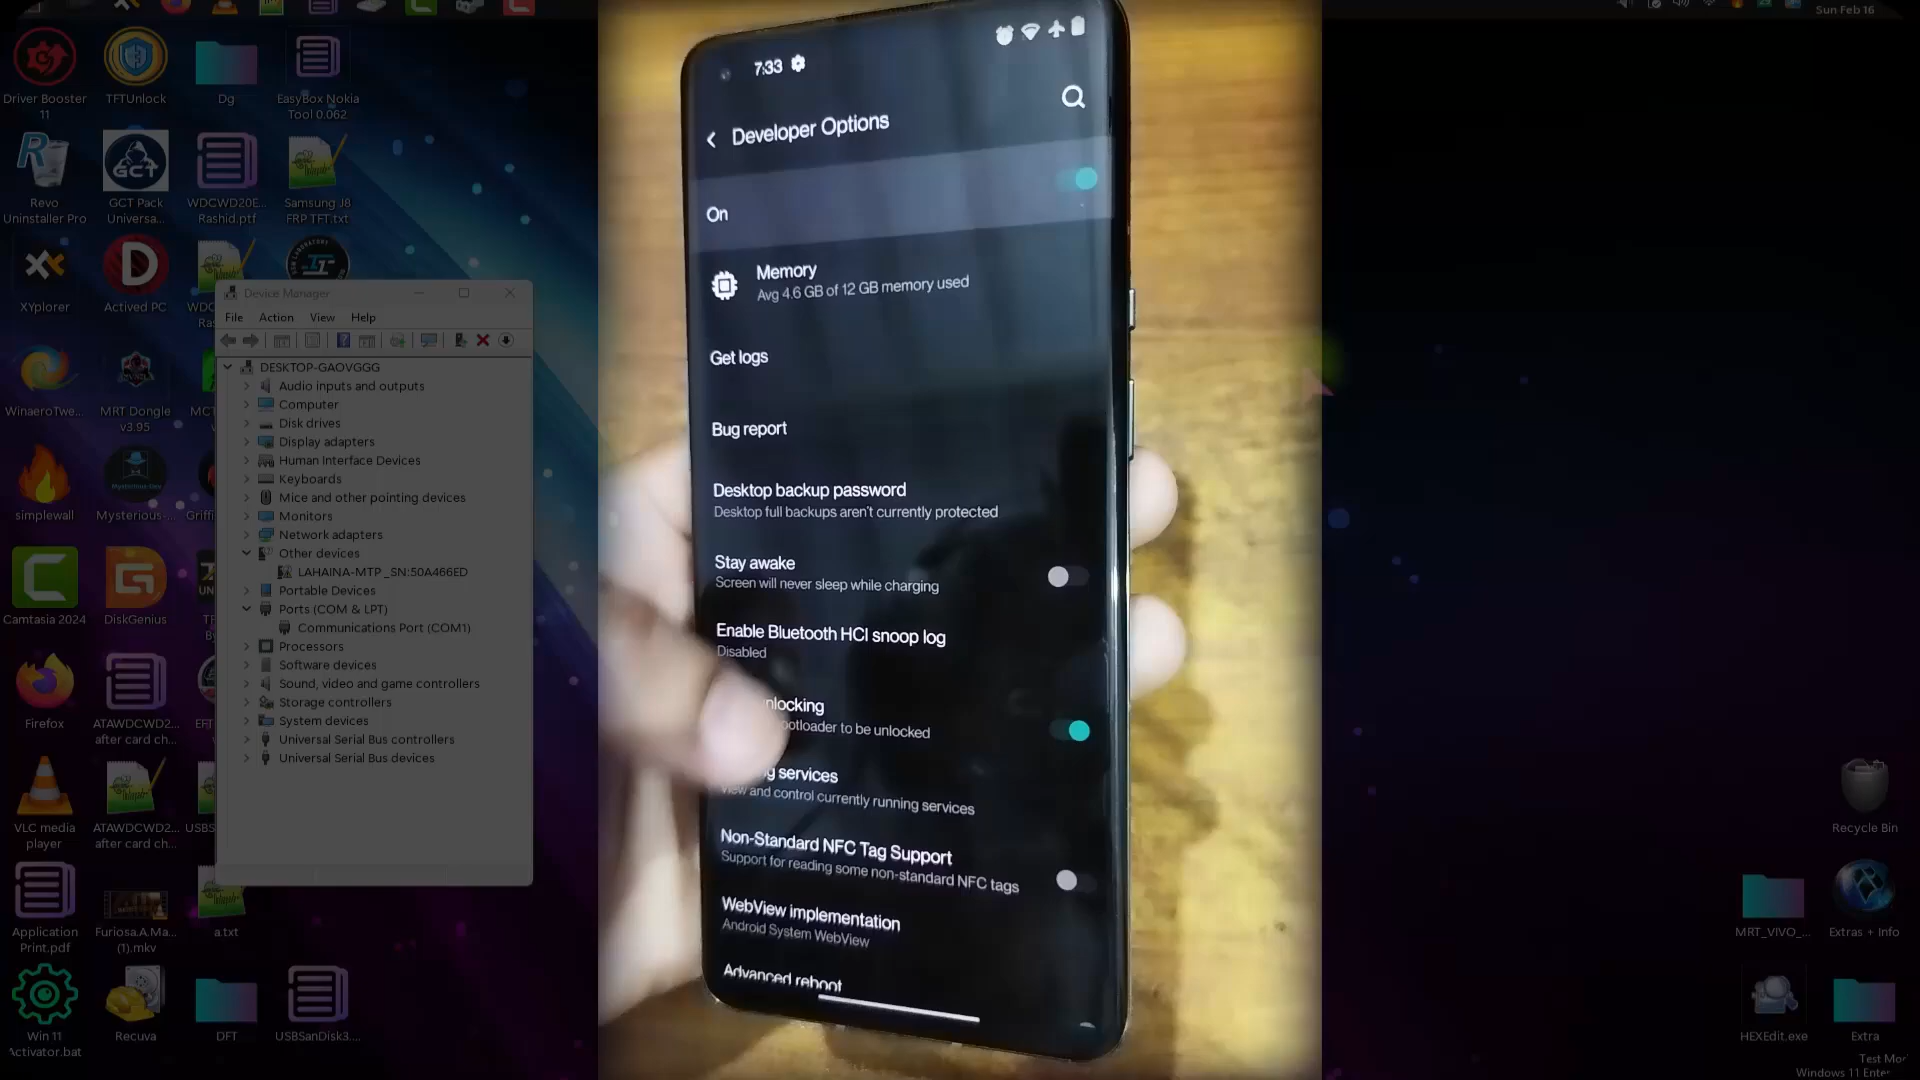 Sun Feb 16
Driver Booster
11
TFTUnlock
Dg
EasyBox Nokia
Tool 0.062
Revo
Uninstaller Pro
GCT
GCT Pack
Universa...
WDCWD20E...
Rashid.ptf
Samsung J8
FRP TFT.txt
XYplorer
Actived PC
WinaeroTwe...
MRT Dongle
v3.95
simplewall
Mysterious-...
Camtasia 2024
DiskGenius
Firefox
ATAWDCWD2...
after card ch...
VLC media
player
ATAWDCWD2...
after card ch...
Application
Print.pdf
Furiosa.A.Ma...
(1).mkv
a.txt
Win 11
Activator.bat
Recuva
DFT
USBSanDisk3....
Device Manager
File Action View Help
DESKTOP-GAOVGGG
Audio inputs and outputs
Computer
Disk drives
Display adapters
Human Interface Devices
Keyboards
Mice and other pointing devices
Monitors
Network adapters
Other devices
LAHAINA-MTP _SN:50A466ED
Portable Devices
Ports (COM & LPT)
Communications Port (COM1)
Processors
Software devices
Sound, video and game controllers
Storage controllers
System devices
Universal Serial Bus controllers
Universal Serial Bus devices
7:33
Developer Options
On
Memory
Avg 4.6 GB of 12 GB memory used
Get logs
Bug report
Desktop backup password
Desktop full backups aren't currently protected
Stay awake
Screen will never sleep while charging
Enable Bluetooth HCI snoop log
Disabled
nlocking
ootloader to be unlocked
g services
View and control currently running services
Non-Standard NFC Tag Support
Support for reading some non-standard NFC tags
WebView implementation
Android System WebView
Advanced reboot
Recycle Bin
MRT_VIVO_...
Extras + Info
HEXEdit.exe
Extra
Test Mo
Windows 11 Enter